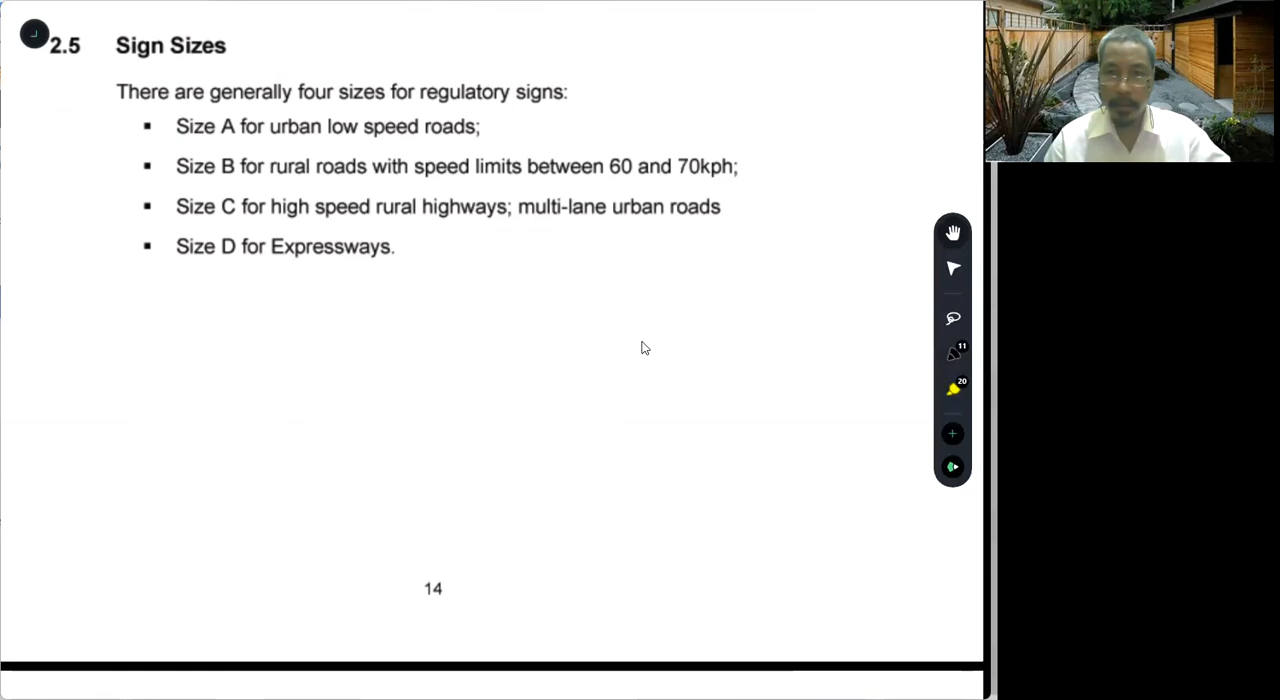 2.5 Sign Sizes
There are generally four sizes for regulatory signs:
▪ Size A for urban low speed roads;
▪ Size B for rural roads with speed limits between 60 and 70kph;
▪ Size C for high speed rural highways; multi-lane urban roads
▪ Size D for Expressways.
11
20
14